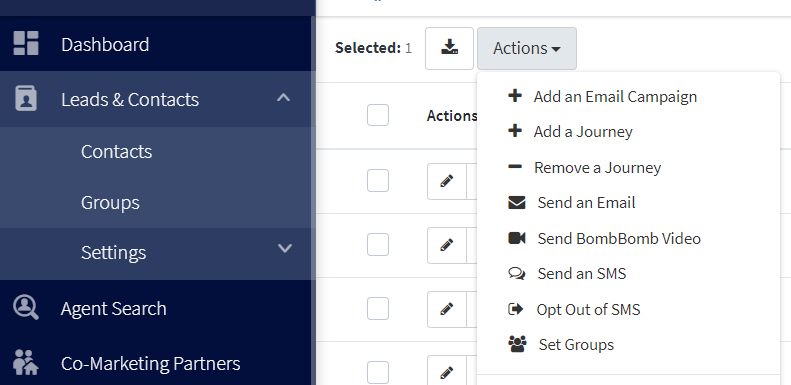 Dashboard
Leads & Contacts
Contacts
Groups
Settings
Agent Search
Co-Marketing Partners
Selected: 1
Actions
Actions
Add an Email Campaign
Add a Journey
Remove a Journey
Send an Email
Send BombBomb Video
Send an SMS
Opt Out of SMS
Set Groups